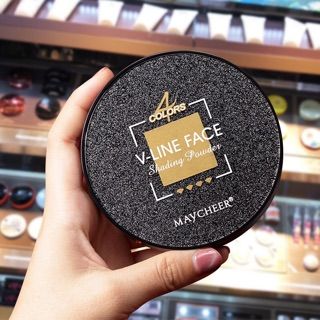 4
COLORS
V-LINE FACE
Shading Powder
MAYCHEER®